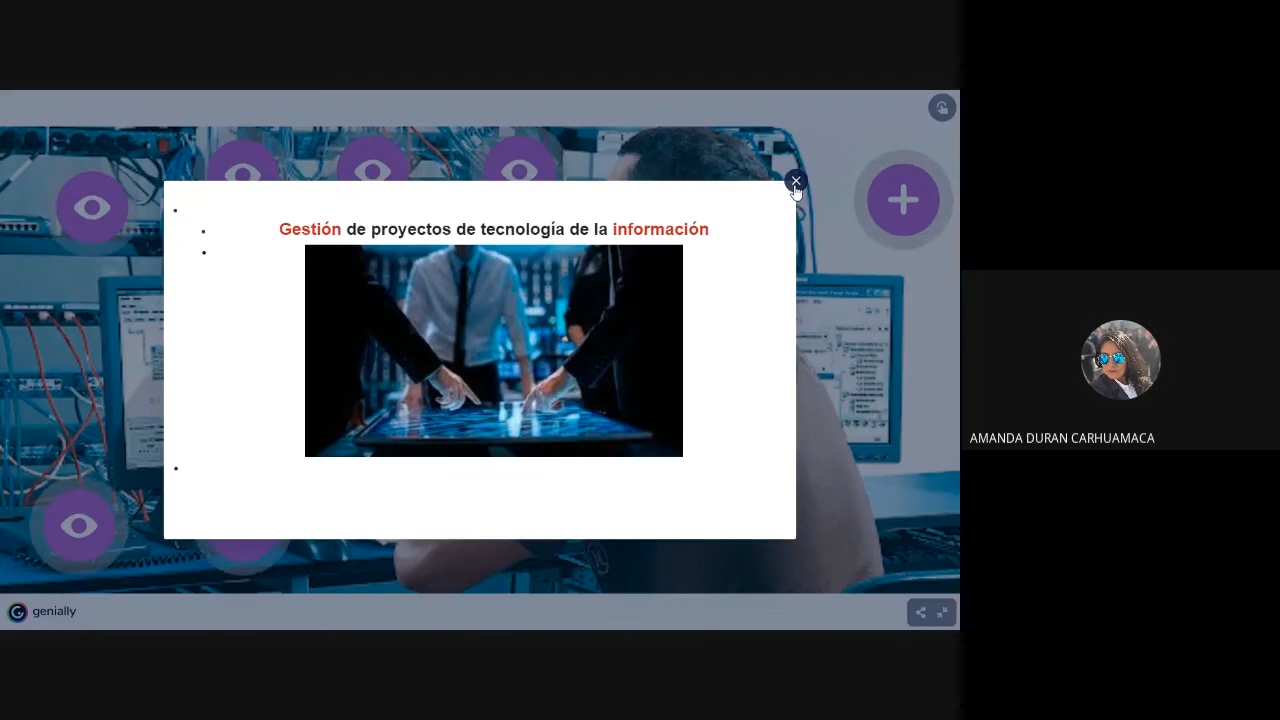 Gestión de proyectos de tecnología de la información
genially
AMANDA DURAN CARHUAMACA